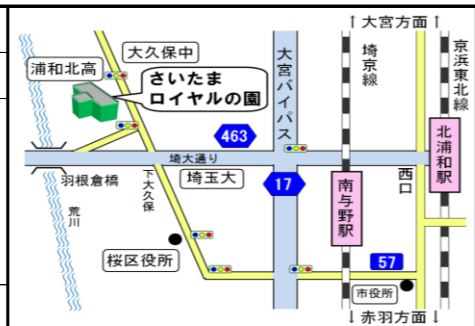 ↑大宮方面↑
大久保中
浦和北高
さいたま
ロイヤルの園
大宮バイパス
埼京線
京浜東北線
463
北浦和駅
埼大通り
羽根倉橋
下大久保
埼玉大
17
南与野駅
西口
荒川
桜区役所
57
市役所
↓赤羽方面↓